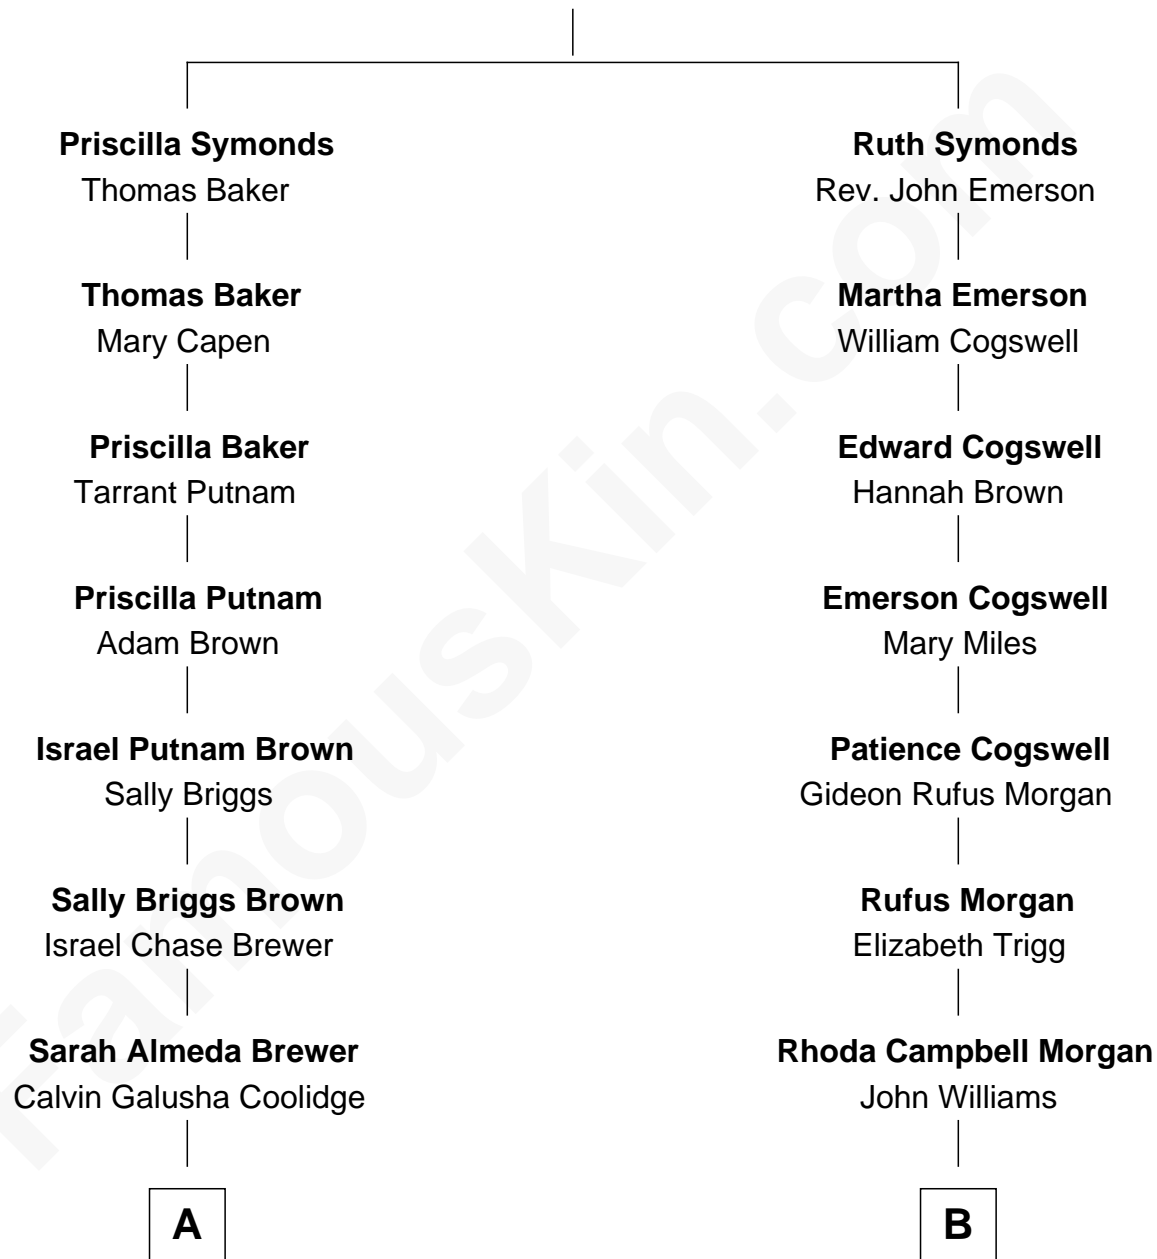 Priscilla Symonds
Thomas Baker
Thomas Baker
Mary Capen
Priscilla Baker
Tarrant Putnam
Priscilla Putnam
Adam Brown
Israel Putnam Brown
Sally Briggs
Sally Briggs Brown
Israel Chase Brewer
Sarah Almeda Brewer
Calvin Galusha Coolidge
A
Ruth Symonds
Rev. John Emerson
Martha Emerson
William Cogswell
Edward Cogswell
Hannah Brown
Emerson Cogswell
Mary Miles
Patience Cogswell
Gideon Rufus Morgan
Rufus Morgan
Elizabeth Trigg
Rhoda Campbell Morgan
John Williams
B
FamousKin.com